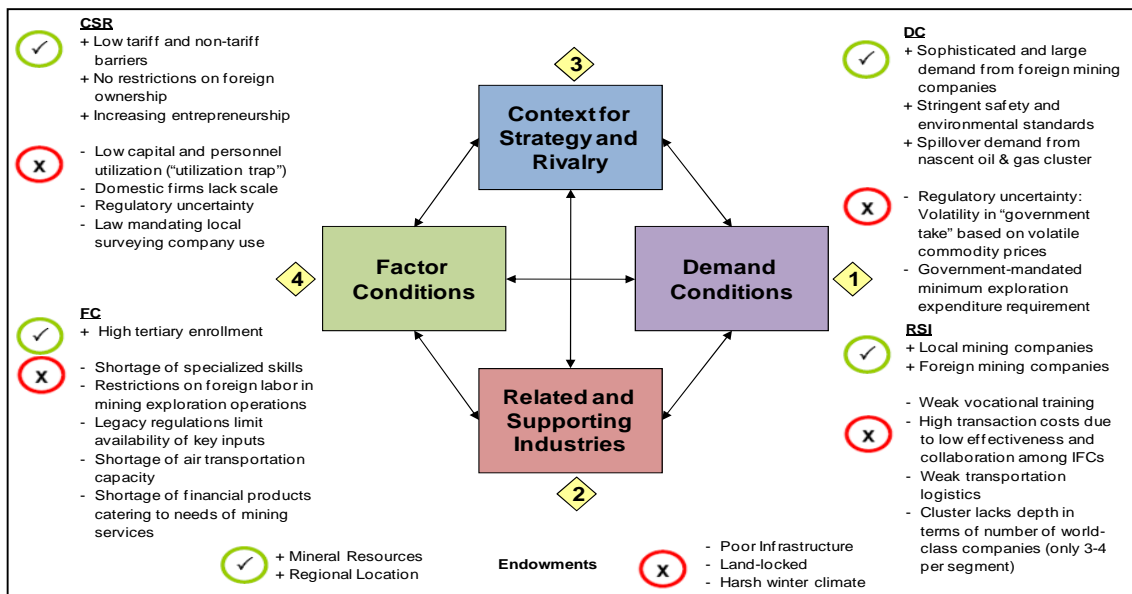 CSR
+ Low tariff and non-tariff
barriers
+ No restrictions on foreign
ownership
+ Increasing entrepreneurship
- Low capital and personnel
utilization (“utilization trap”)
- Domestic firms lack scale
- Regulatory uncertainty
- Law mandating local
surveying company use
3
Context for
Strategy and
Rivalry
DC
+ Sophisticated and large
demand from foreign mining
companies
+ Stringent safety and
environmental standards
+ Spillover demand from
nascent oil & gas cluster
- Regulatory uncertainty:
Volatility in “government
take” based on volatile
commodity prices
- Government-mandated
minimum exploration
expenditure requirement
4
Factor
Conditions
Demand
Conditions
1
FC
+ High tertiary enrollment
- Shortage of specialized skills
- Restrictions on foreign labor in
mining exploration operations
- Legacy regulations limit
availability of key inputs
- Shortage of air transportation
capacity
- Shortage of financial products
catering to needs of mining
services
Related and
Supporting
Industries
2
RSI
+ Local mining companies
+ Foreign mining companies
- Weak vocational training
- High transaction costs due
to low effectiveness and
collaboration among IFCs
- Weak transportation
logistics
- Cluster lacks depth in
terms of number of world-
class companies (only 3-4
per segment)
+ Mineral Resources
+ Regional Location
Endowments
- Poor Infrastructure
- Land-locked
- Harsh winter climate